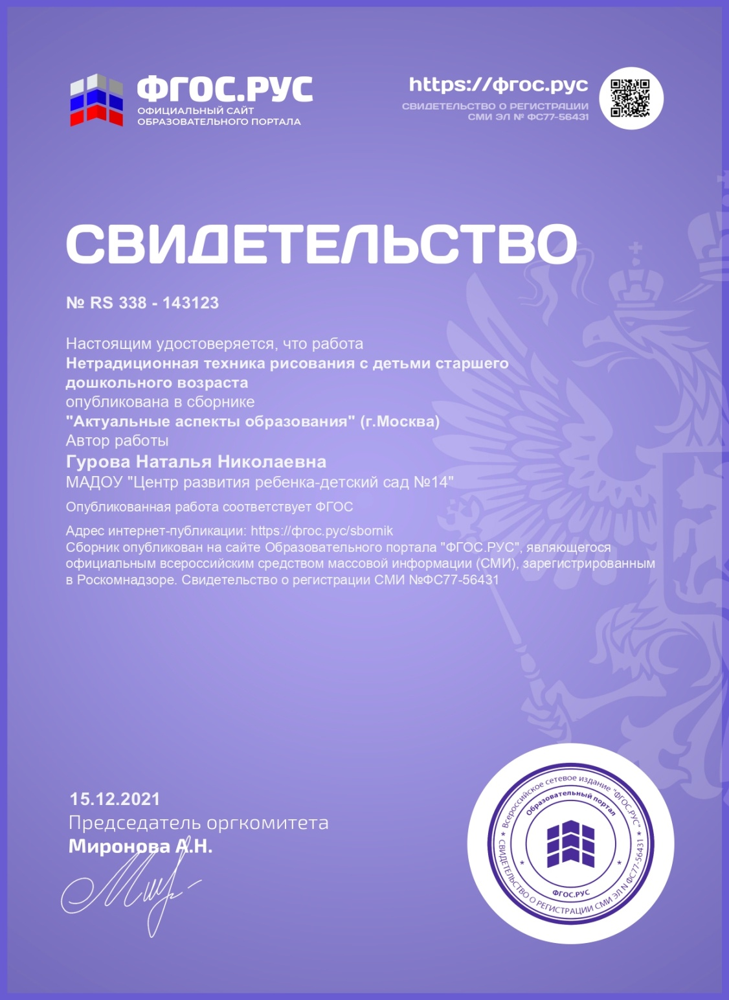 ФГОС.РУС
ОФИЦИАЛЬНЫЙ САЙТ
ОБРАЗОВАТЕЛЬНОГО ПОРТАЛА
https://фгос.рус
СВИДЕТЕЛЬСТВО О РЕГИСТРАЦИИ
СМИ ЭЛ № ФС77-56431
СВИДЕТЕЛЬСТВО
№ RS 338 - 143123
Настоящим удостоверяется, что работа
Нетрадиционная техника рисования с детьми старшего
дошкольного возраста
опубликована в сборнике
"Актуальные аспекты образования" (г.Москва)
Автор работы
Гурова Наталья Николаевна
МАДОУ "Центр развития ребенка-детский сад №14"
Опубликованная работа соответствует ФГОС
Адрес интернет-публикации: https://фгос.рус/sbornik
Сборник опубликован на сайте Образовательного портала "ФГОС.РУС", являющегося
официальным всероссийским средством массовой информации (СМИ), зарегистрированным
в Роскомнадзоре. Свидетельство о регистрации СМИ №ФС77-56431
15.12.2021
Председатель оргкомитета
Миронова А.Н.
* Всероссийское сетевое издание "ФГОС.РУС" *
СВИДЕТЕЛЬСТВО О РЕГИСТРАЦИИ СМИ ЭЛ N ФС77-56431
Образовательный портал
* ФГОС.РУС *